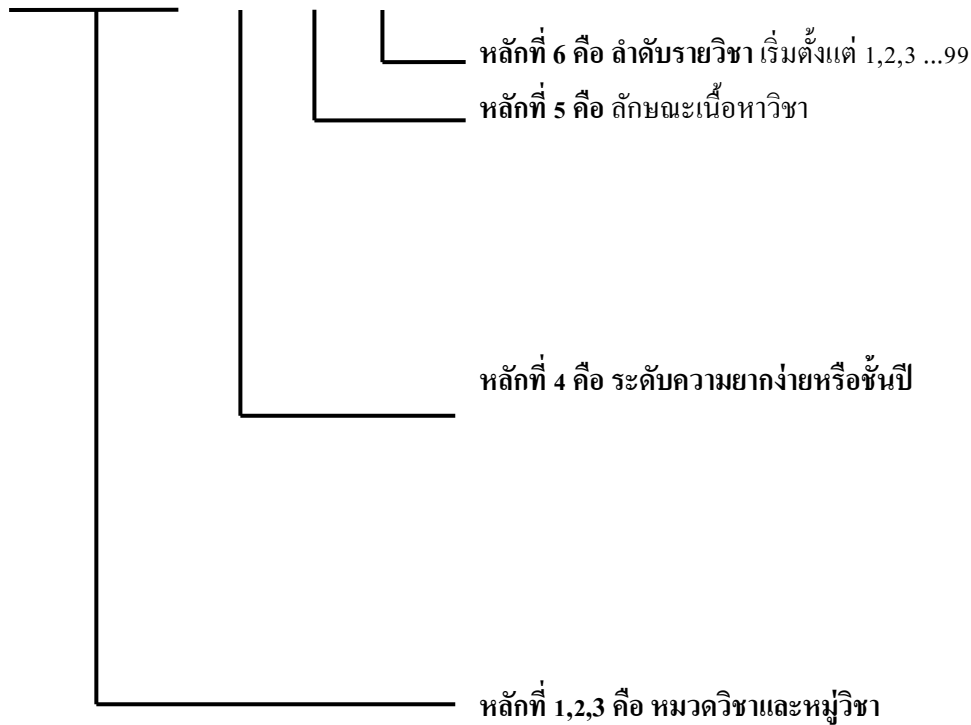 หลักที่ 6 คือ ลำดับรายวิชา เริ่มตั้งแต่ 1,2,3 ...99
หลักที่ 5 คือ ลักษณะเนื้อหาวิชา
หลักที่ 4 คือ ระดับความยากง่ายหรือชั้นปี
หลักที่ 1,2,3 คือ หมวดวิชาและหมู่วิชา